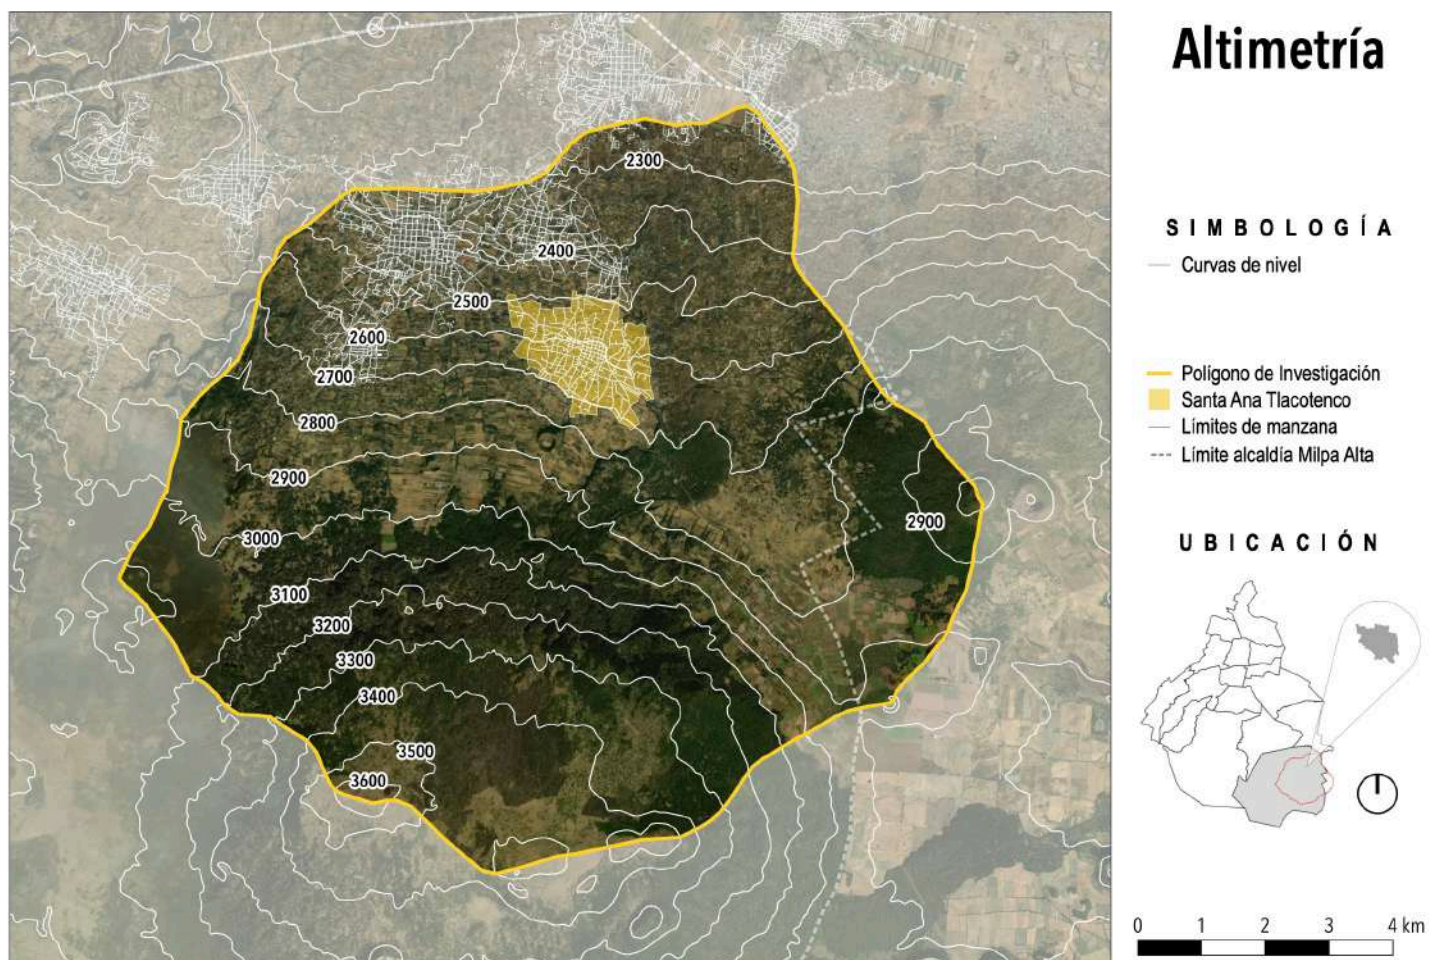 Altimetría
2300
2400
2500
2600
2700
2800
2900
2900
3000
3100
3200
3300
3400
3500
3600
SIMBOLOGÍA
Curvas de nivel
Polígono de Investigación
Santa Ana Tlacotenco
Límites de manzana
Límite alcaldía Milpa Alta
UBICACIÓN
0 1 2 3 4 km